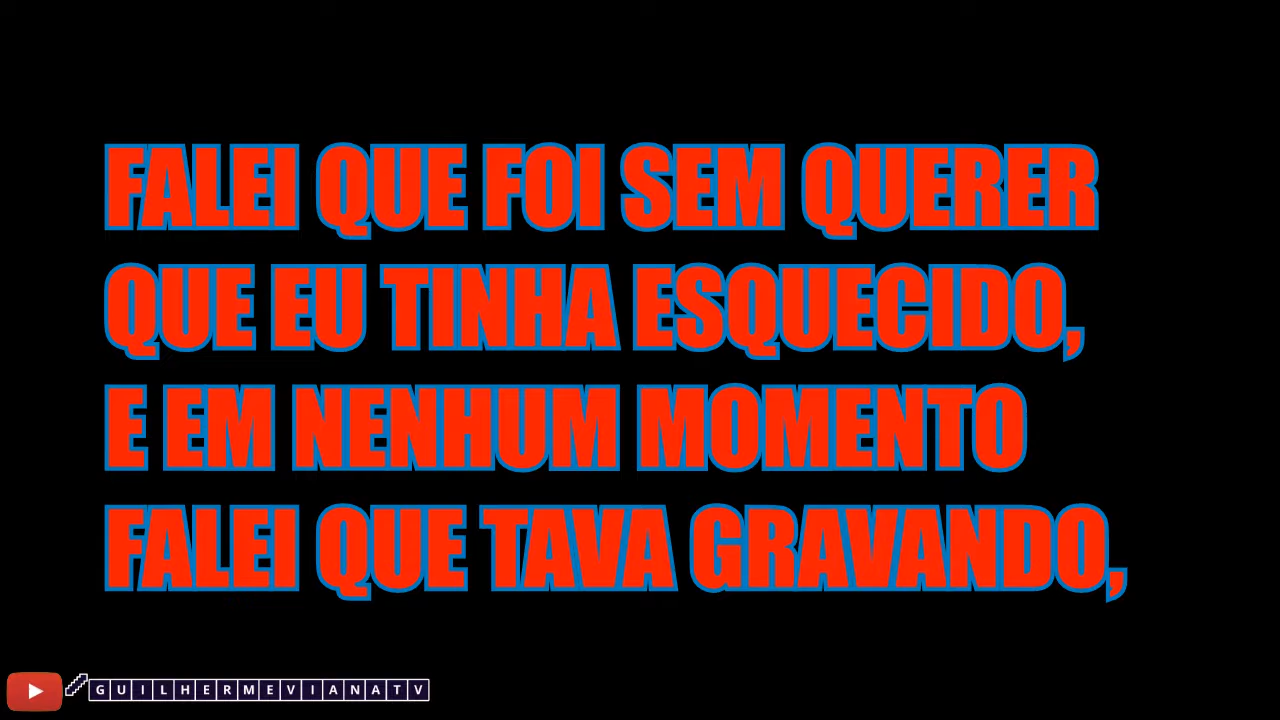 FALEI QUE FOI SEM QUERER
QUE EU TINHA ESQUECIDO,
E EM NENHUM MOMENTO
FALEI QUE TAVA GRAVANDO,
/GUILHERMEVIANATV